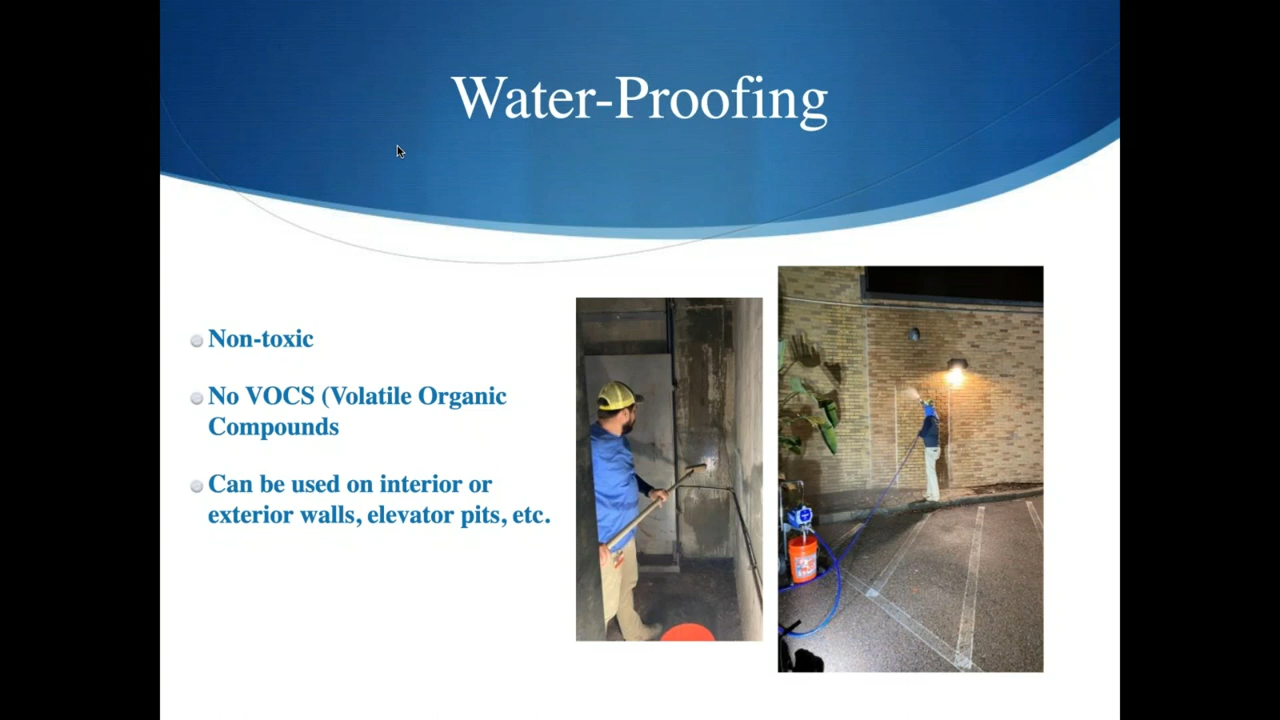 Water-Proofing
Non-toxic
No VOCS (Volatile Organic
Compounds
Can be used on interior or
exterior walls, elevator pits, etc.